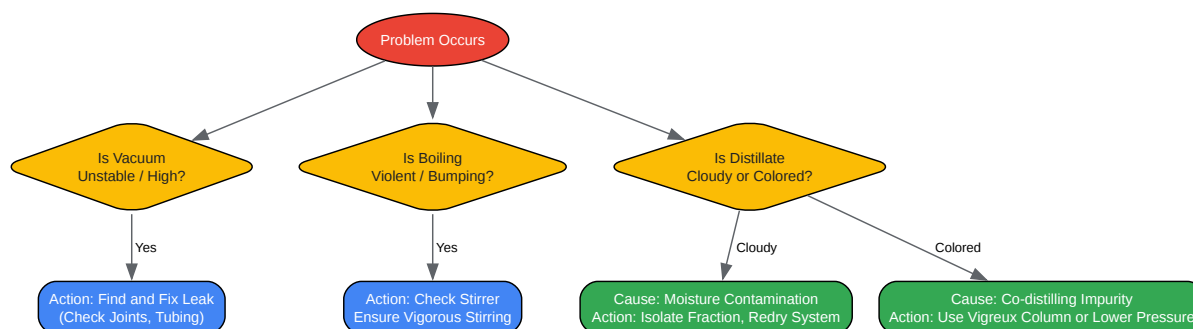 Problem Occurs
Is Vacuum
Unstable / High?
Is Boiling
Violent / Bumping?
Is Distillate
Cloudy or Colored?
Yes
Yes
Cloudy
Colored
Action: Find and Fix Leak
(Check Joints, Tubing)
Action: Check Stirrer
Ensure Vigorous Stirring
Cause: Moisture Contamination
Action: Isolate Fraction, Redry System
Cause: Co-distilling Impurity
Action: Use Vigreux Column or Lower Pressure